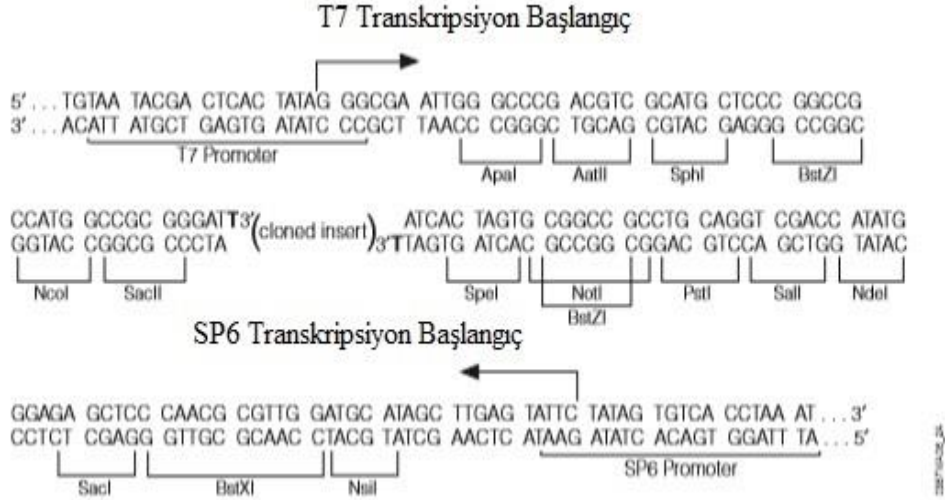 T7 Transkripsiyon Başlangıç
5' ... TGTAA TACGA CTCAC TATAG GGCGA ATTGG GCCCG ACGTC GCATG CTCCC GGCCG
3' ... ACATT ATGCT GAGTG ATATC CCGCT TAACC CGGGC TGCAG CGTAC GAGGG CCGGC
T7 Promoter
ApaI AatII SphI BstZI
CCATG GCCGC GGGATT3' (cloned insert) ATCAC TAGTG CGGCC GCCTG CAGGT CGACC ATATG
GGTAC CGGCG CCCTA 3'TTAGTG ATCAC GCCGG CGGAC GTCCA GCTGG TATAC
NcoI SacII SpeI NotI PstI SalI NdeI
BstZI
SP6 Transkripsiyon Başlangıç
GGAGA GCTCC CAACG CGTTG GATGC ATAGC TTGAG TATTC TATAG TGTCA CCTAA AT ... 3'
CCTCT CGAGG GTTGC GCAAC CTACG TATCG AACTC ATAAG ATATC ACAGT GGATT TA ... 5'
SP6 Promoter
SacI BstXI NsiI